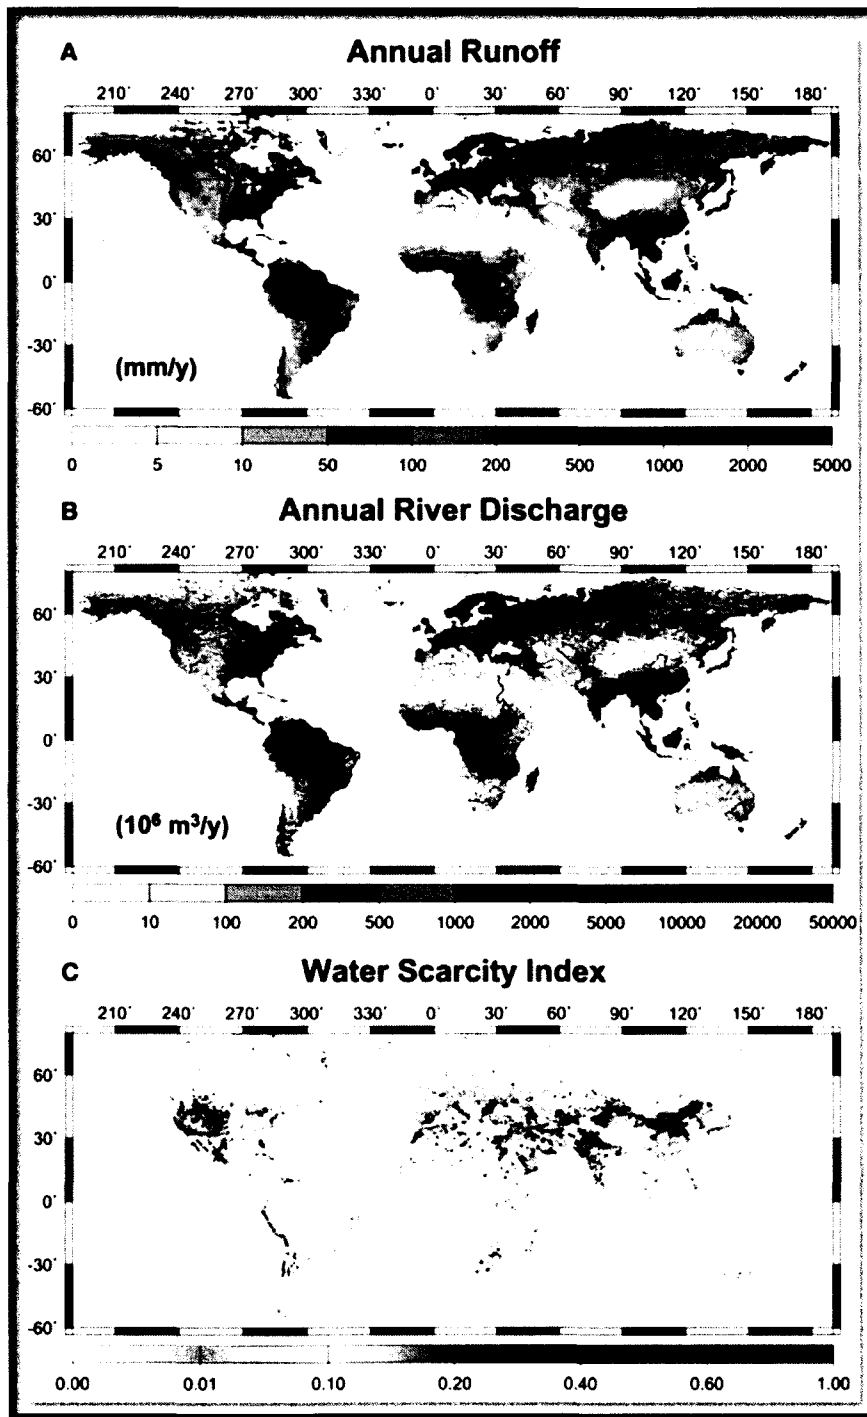 A Annual Runoff
210° 240° 270° 300° 330° 0° 30° 60° 90° 120° 150° 180°
60°
30°
0°
-30°
(mm/y)
-60°
0 5 10 50 100 200 500 1000 2000 5000
B Annual River Discharge
210° 240° 270° 300° 330° 0° 30° 60° 90° 120° 150° 180°
60°
30°
0°
-30°
(10⁶ m³/y)
-60°
0 10 100 200 500 1000 2000 5000 10000 20000 50000
C Water Scarcity Index
210° 240° 270° 300° 330° 0° 30° 60° 90° 120° 150° 180°
60°
30°
0°
-30°
-60°
0.00 0.01 0.10 0.20 0.40 0.60 1.00